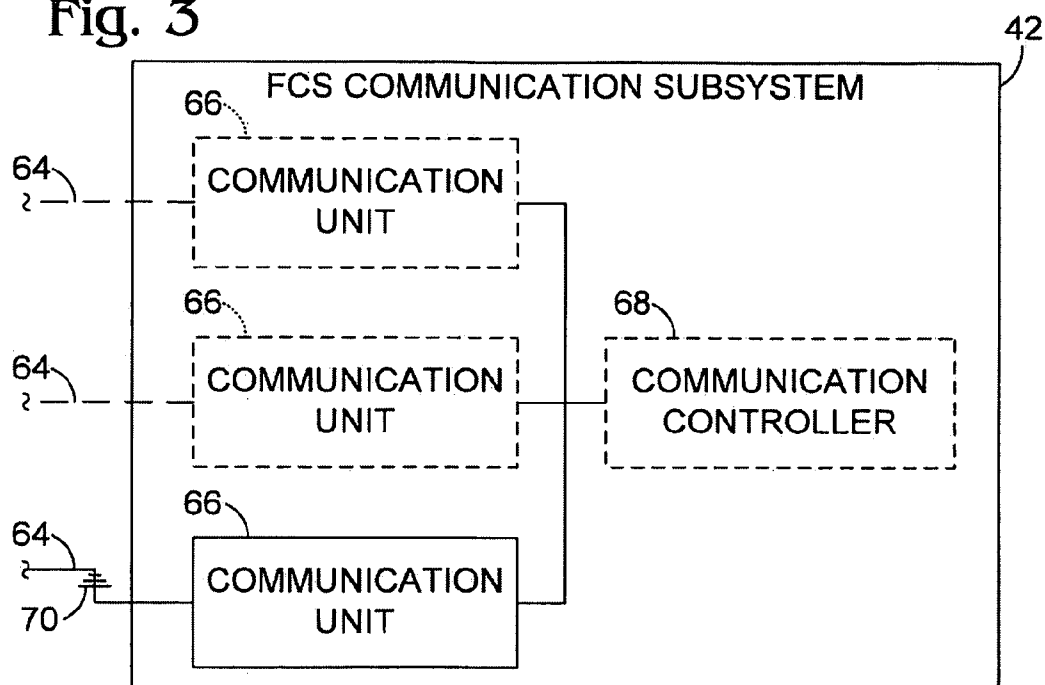 Fig. 3
42
FCS COMMUNICATION SUBSYSTEM
66
64
COMMUNICATION
UNIT
66
68
64
COMMUNICATION
UNIT
COMMUNICATION
CONTROLLER
66
64
COMMUNICATION
UNIT
70